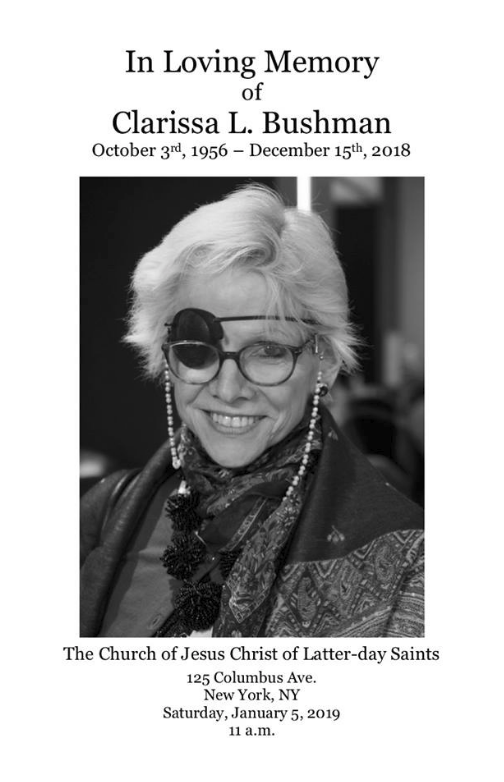 In Loving Memory
of
Clarissa L. Bushman
October 3rd, 1956 – December 15th, 2018
The Church of Jesus Christ of Latter-day Saints
125 Columbus Ave.
New York, NY
Saturday, January 5, 2019
11 a.m.